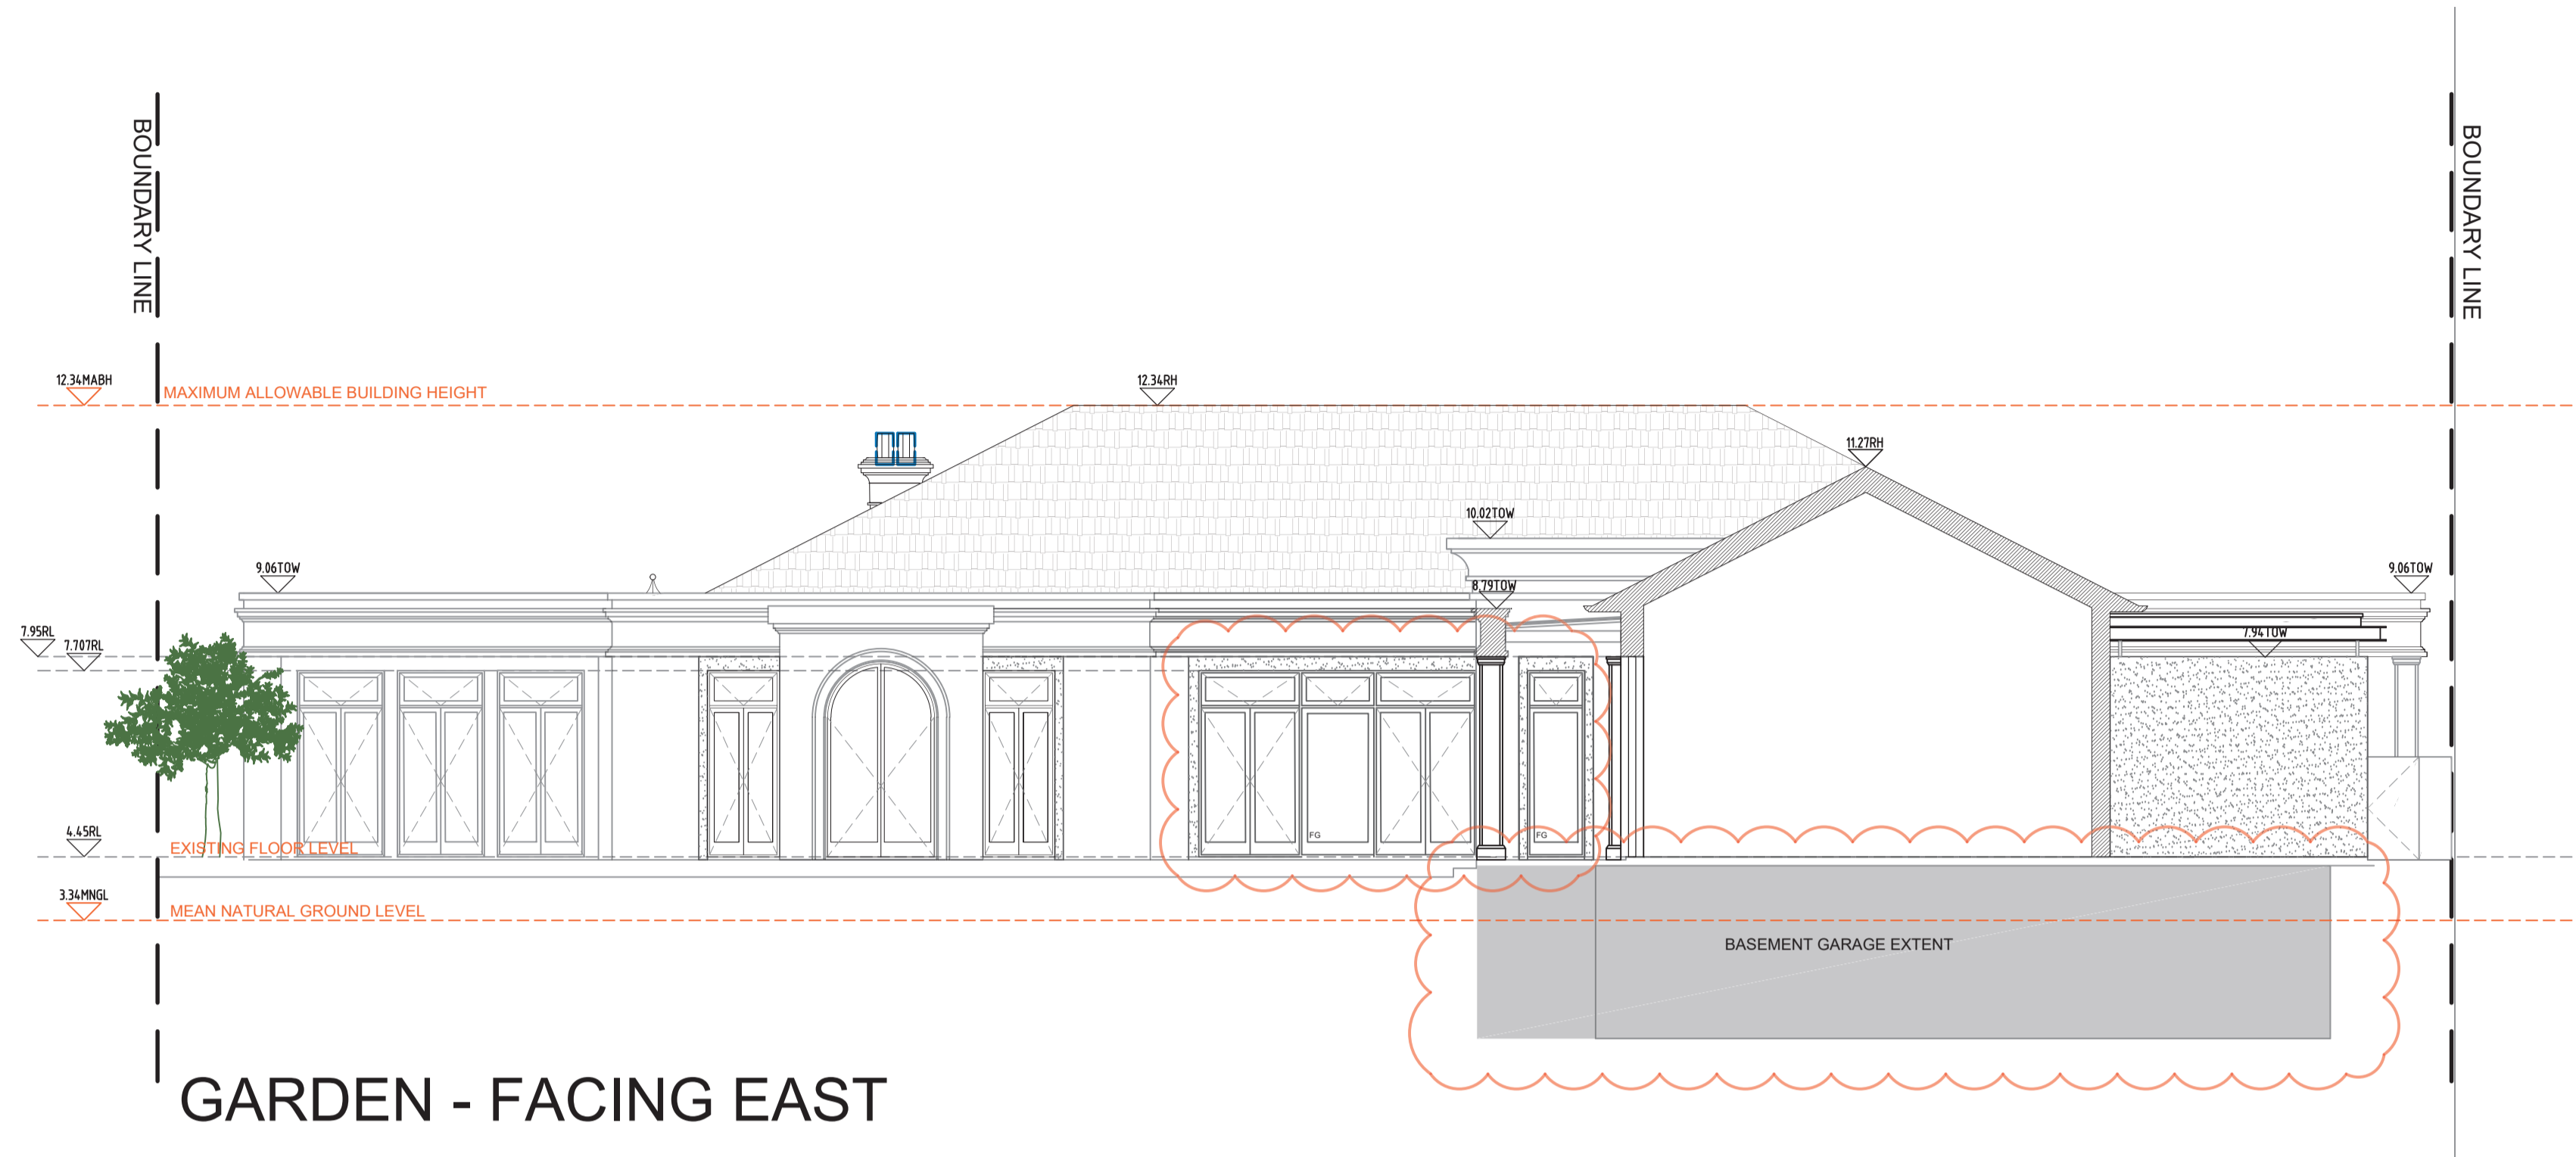 BOUNDARY LINE
BOUNDARY LINE
12.34MABH
MAXIMUM ALLOWABLE BUILDING HEIGHT
12.34RH
11.27RH
10.02TOW
9.06TOW
8.79TOW
9.06TOW
7.95RL
7.707RL
7.94TOW
FG
FG
4.45RL
EXISTING FLOOR LEVEL
3.34MNGL
MEAN NATURAL GROUND LEVEL
BASEMENT GARAGE EXTENT
GARDEN - FACING EAST